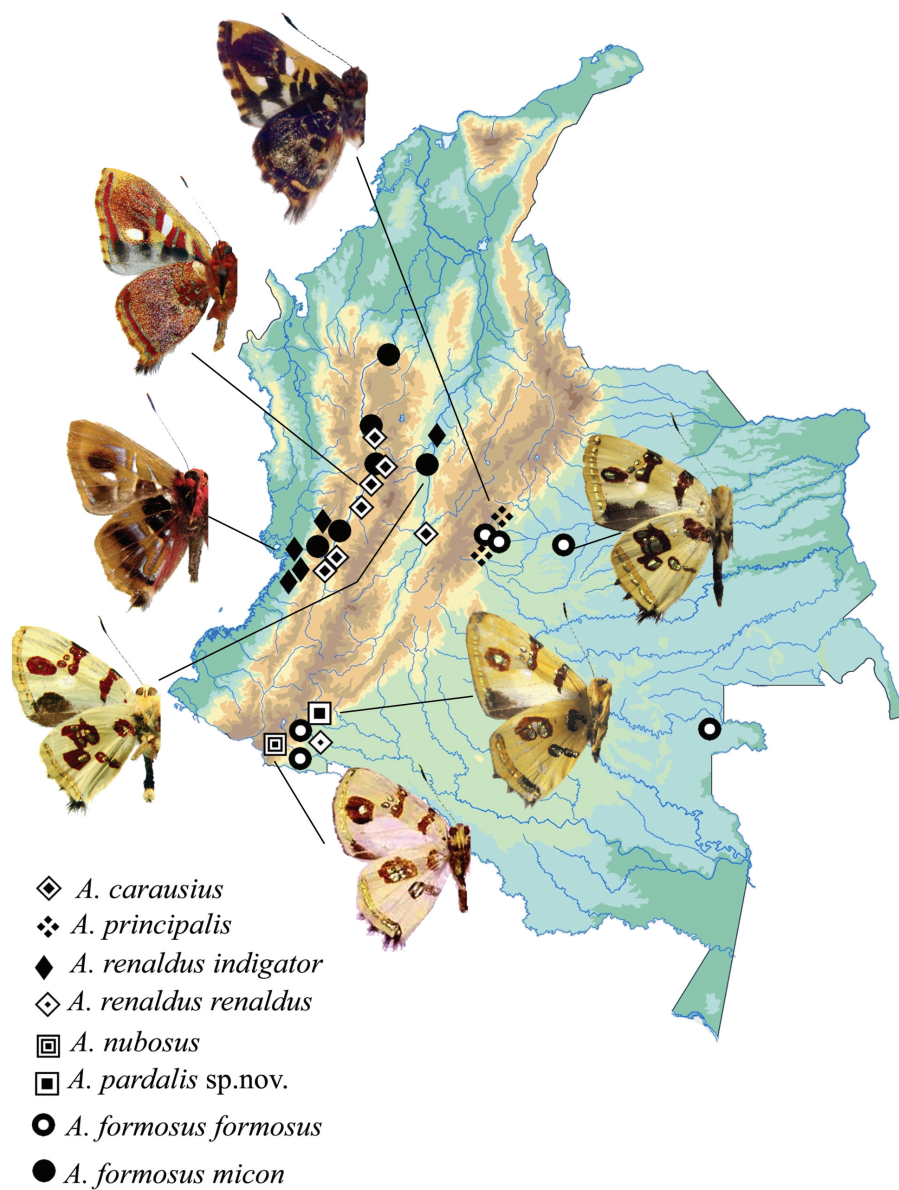 A. carausius
A. principalis
A. renaldus indigator
A. renaldus renaldus
A. nubosus
A. pardalis sp.nov.
A. formosus formosus
A. formosus micon